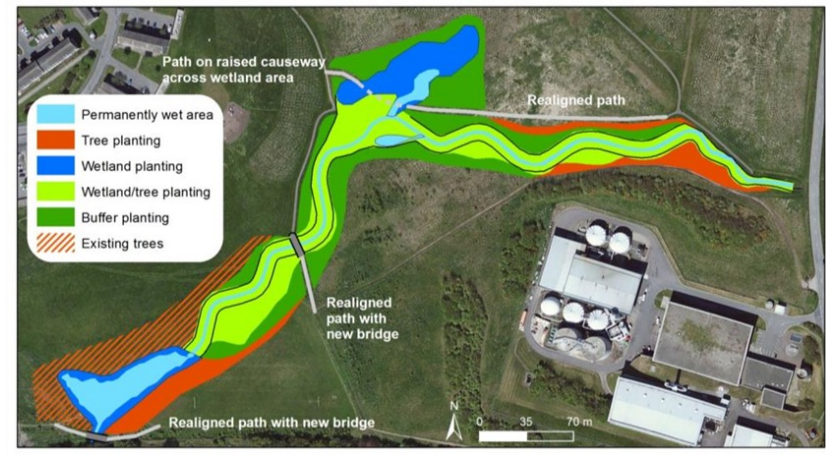 Path on raised causeway
across wetland area
Realigned path
Permanently wet area
Tree planting
Wetland planting
Wetland/tree planting
Buffer planting
Existing trees
Realigned
path with
new bridge
Realigned path with new bridge
N
0 35 70 m